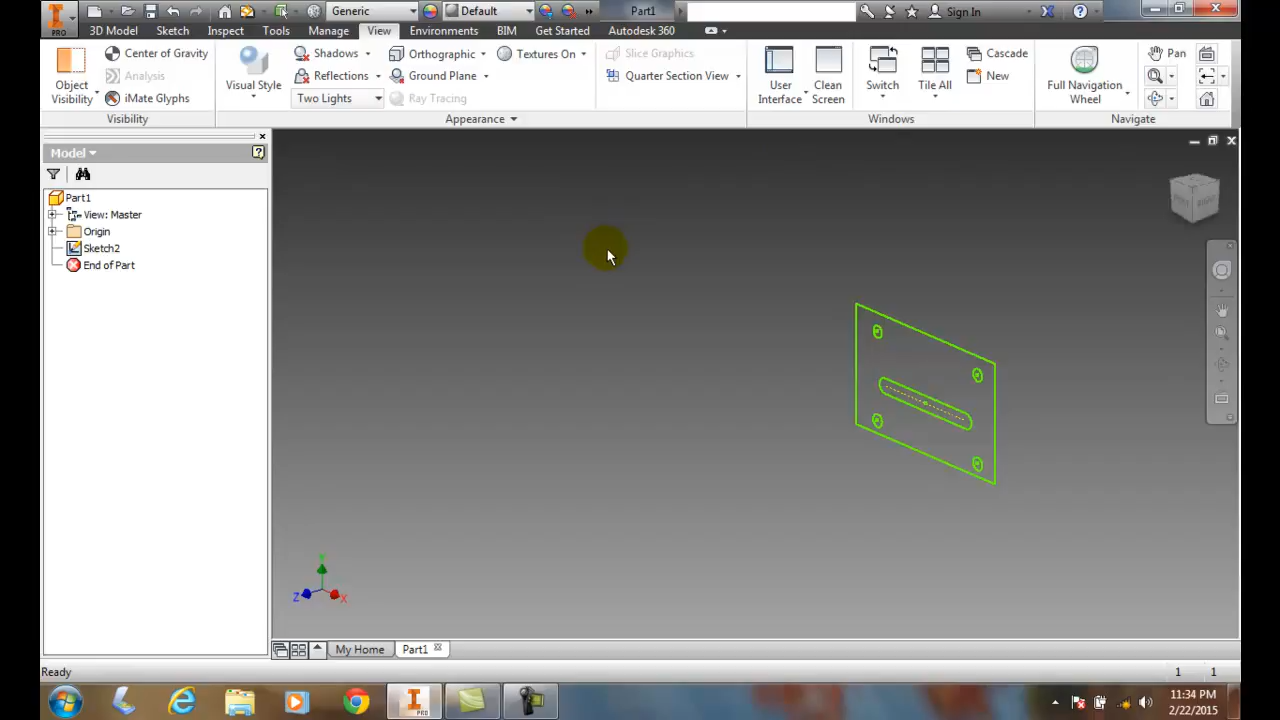 PRO
Generic
Default
Part1
Sign In
3D Model
Sketch
Inspect
Tools
Manage
View
Environments
BIM
Get Started
Autodesk 360
Object Visibility
Center of Gravity
Analysis
iMate Glyphs
Visibility
Visual Style
Shadows
Reflections
Two Lights
Orthographic
Ground Plane
Ray Tracing
Textures On
Appearance
Slice Graphics
Quarter Section View
User Interface
Clean Screen
Switch
Tile All
Cascade
New
Windows
Full Navigation Wheel
Pan
Navigate
Model
Part1
View: Master
Origin
Sketch2
End of Part
RIGHT
Z
X
My Home
Part1
Ready
1
1
PRO
11:34 PM
2/22/2015